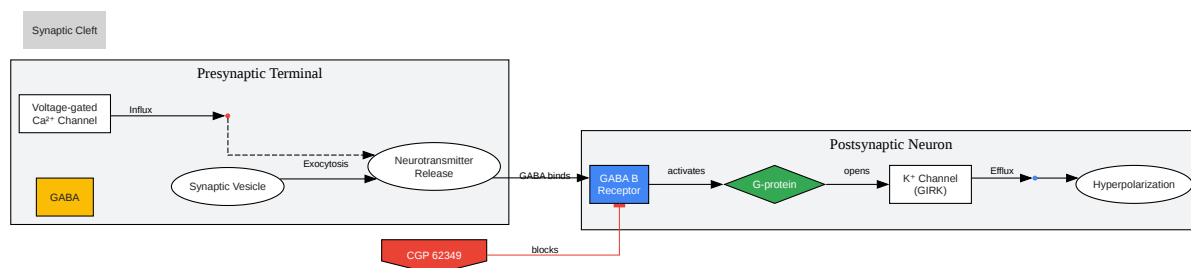 Synaptic Cleft
Presynaptic Terminal
Voltage-gated
Ca²⁺ Channel
Influx
Exocytosis
Neurotransmitter
Release
Synaptic Vesicle
GABA
GABA binds
Postsynaptic Neuron
GABA B
Receptor
activates
G-protein
opens
K⁺ Channel
(GIRK)
Efflux
Hyperpolarization
CGP 62349
blocks